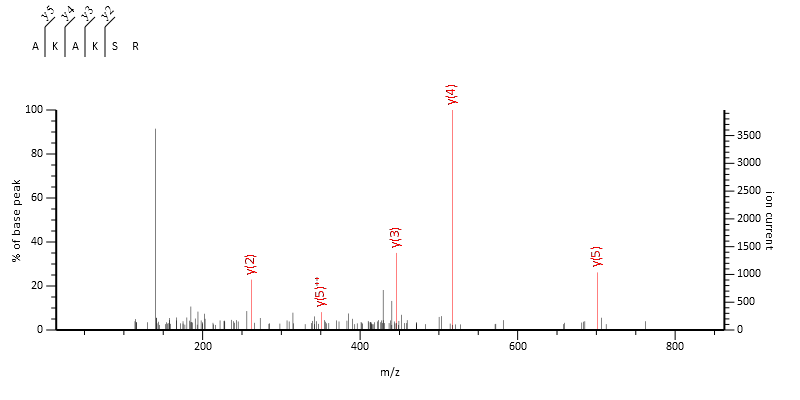 y5 y4 y3 y2
A K A K S R
y(4)
100
3500
80
3000
2500
60
2000
% of base peak
ion current
y(3)
40
1500
y(2)
y(5)
1000
y(5)++
20
500
0
0
200 400 600 800
m/z